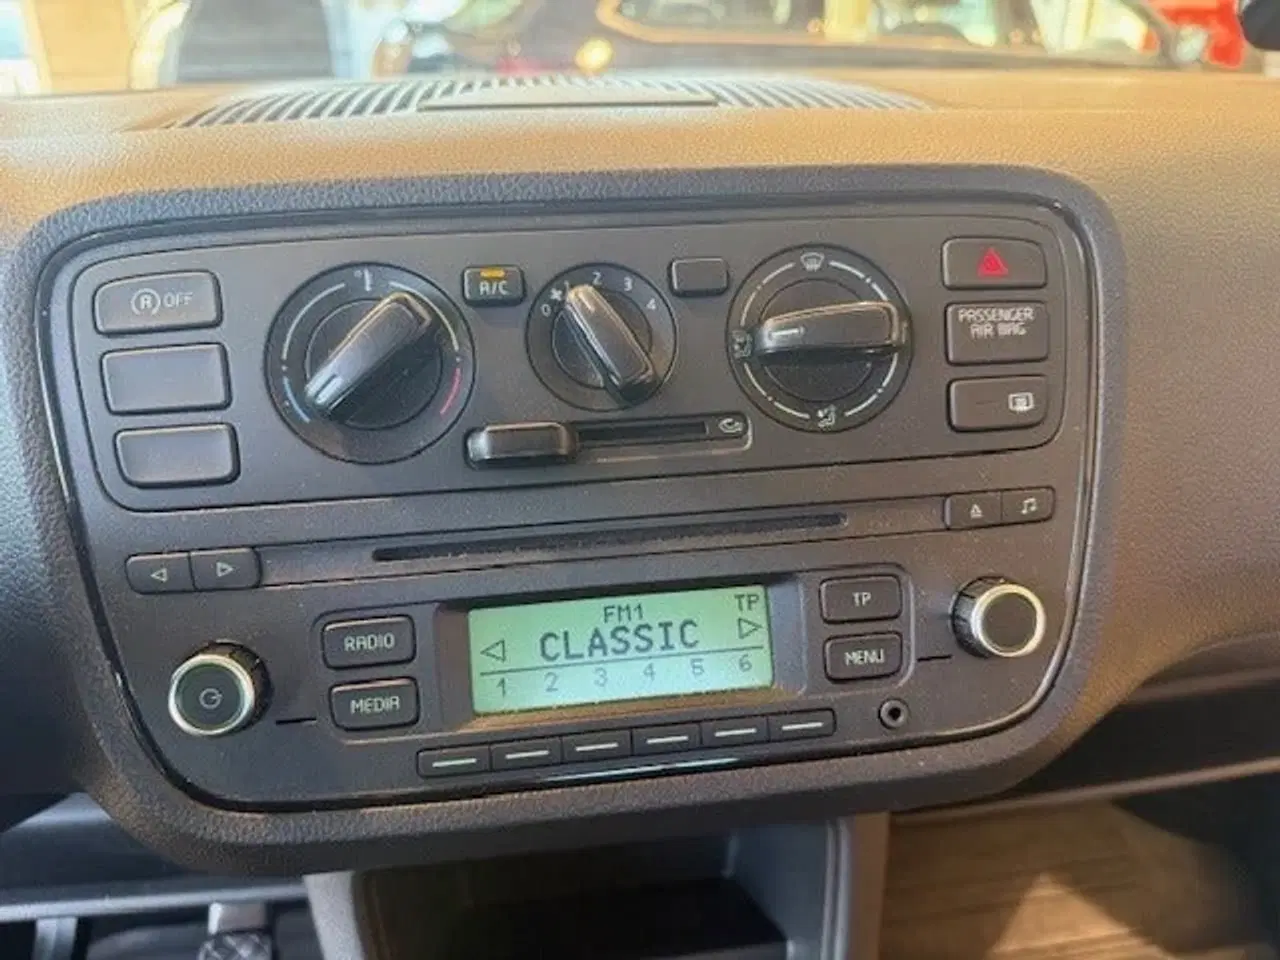 OFF
A/C
0 1 2 3 4
PASSENGER
AIR BAG
RADIO
MEDIA
FM1
TP
CLASSIC
1 2 3 4 5 6
TP
MENU